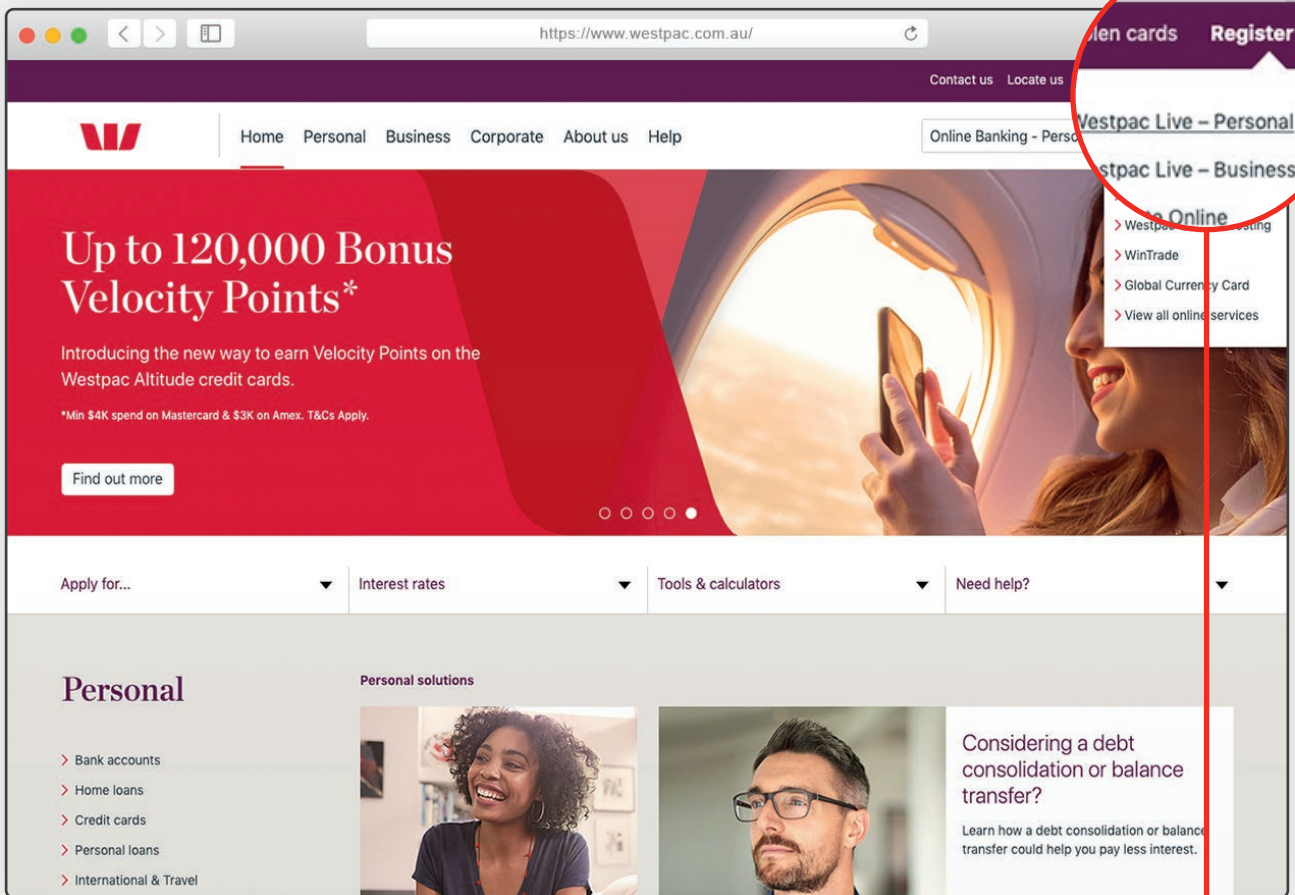 https://www.westpac.com.au/
Contact us Locate us
cards Register
Home Personal Business Corporate About us Help
Online Banking -
Westpac Live – Personal
Live – Business
Online
WinTrade
Global Currency Card
View all online services
Up to 120,000 Bonus
Velocity Points*
Introducing the new way to earn Velocity Points on the
Westpac Altitude credit cards.
*Min $4K spend on Mastercard & $3K on Amex. T&Cs Apply.
Find out more
Apply for...
Interest rates
Tools & calculators
Need help?
Personal
Bank accounts
Home loans
Credit cards
Personal loans
International & Travel
Personal solutions
Considering a debt
consolidation or balance
transfer?
Learn how a debt consolidation or balance
transfer could help you pay less interest.